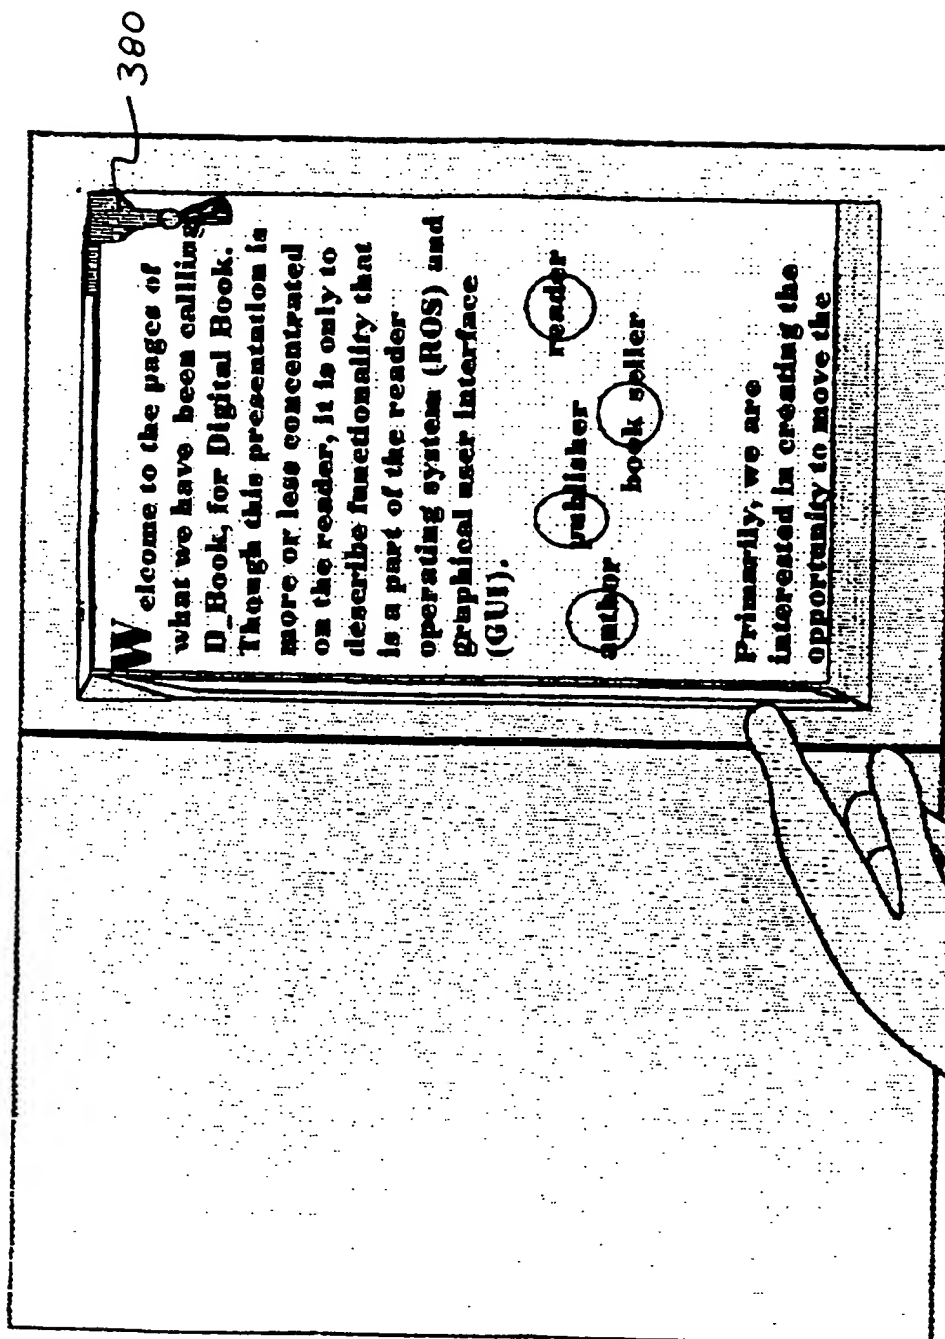 380
Welcome to the pages of
what we have been callling
D_Book, for Digital Book.
Though this presentation is
more or less concentrated
on the reader, it is only to
describe functionality that
is a part of the reader
operating system (ROS) and
graphical user interface
(GUI).
author publisher reader
book seller
Primarily, we are
interested in creating the
opportunity to move the